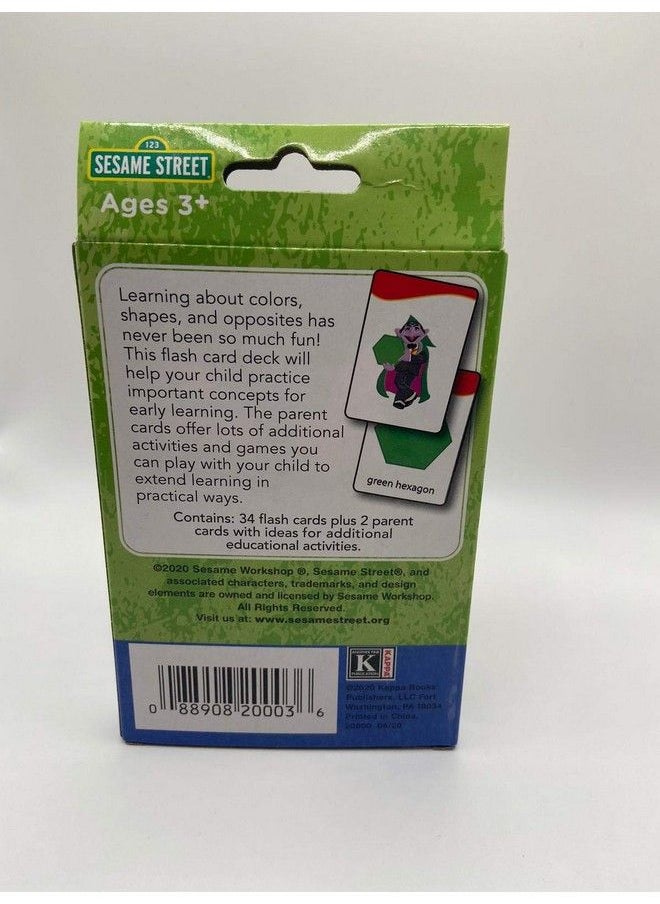 123
SESAME STREET
Ages 3+
Learning about colors,
shapes, and opposites has
never been so much fun!
This flash card deck will
help your child practice
important concepts for
early learning. The parent
cards offer lots of additional
activities and games you
can play with your child to
extend learning in
practical ways.
green hexagon
Contains: 34 flash cards plus 2 parent
cards with ideas for additional
educational activities.
©2020 Sesame Workshop ®, Sesame Street®, and
associated characters, trademarks, and design
elements are owned and licensed by Sesame Workshop.
All Rights Reserved.
Visit us at: www.sesamestreet.org
0 88908 20003 6
K
KAPPA
©2020 Kappa Books
Publishers, LLC Fort
Washington, PA 19034
Printed in China.
06/20